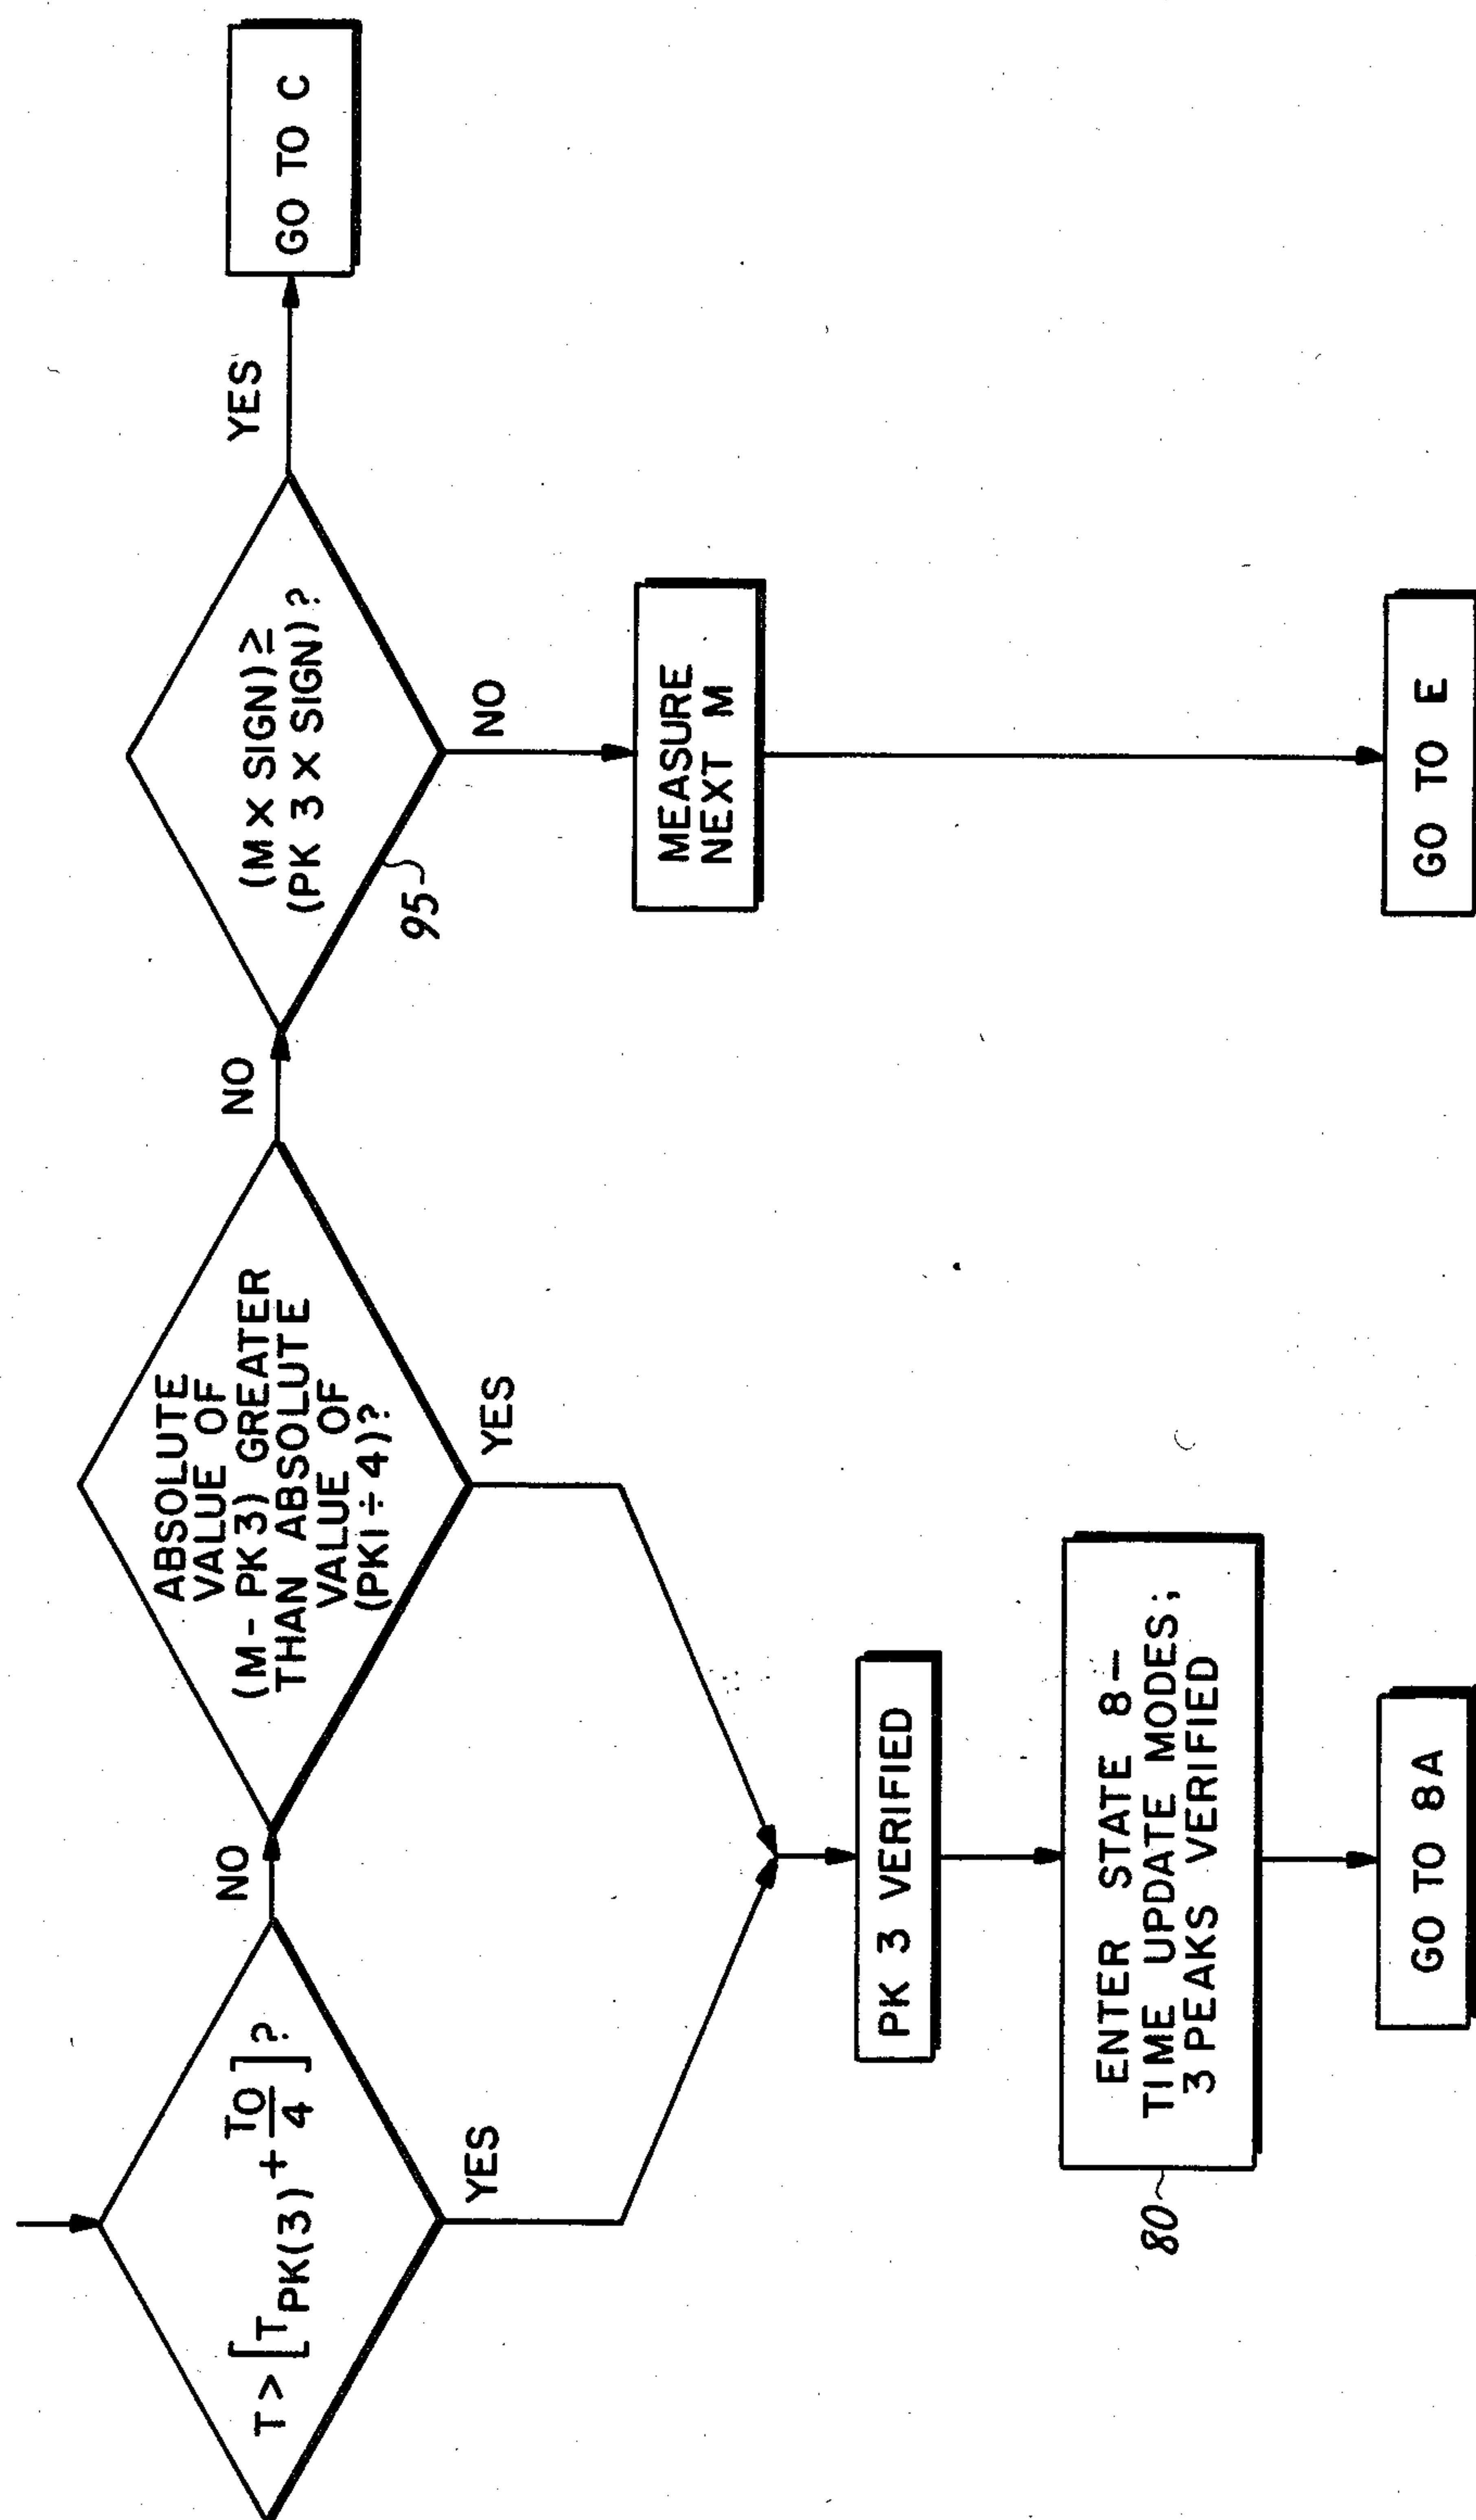 T > [T PK(3) + TO/4]?
NO
YES
ABSOLUTE
VALUE OF
(M- PK 3) GREATER
THAN ABSOLUTE
VALUE OF
(PK1÷4)?
NO
YES
(M X SIGN) ≥
(PK 3 X SIGN)?
95
YES
GO TO C
NO
MEASURE
NEXT M
GO TO E
PK 3 VERIFIED
ENTER STATE 8—
TIME UPDATE MODES;
3 PEAKS VERIFIED
80
GO TO 8A